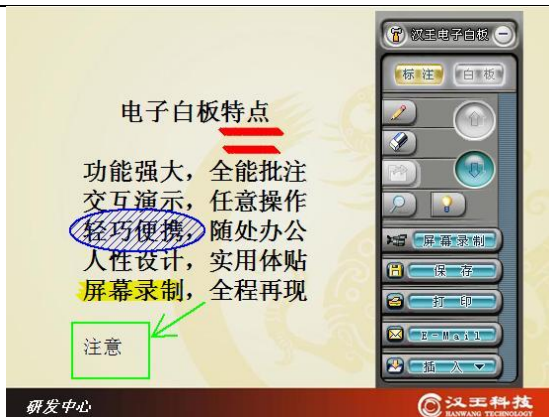 电子白板特点
功能强大，全能批注
交互演示，任意操作
轻巧便携，随处办公
人性设计，实用体贴
屏幕录制，全程再现
注意
汉王电子白板
标注
白板
屏幕录制
保存
打印
E-Mail
插入
研发中心
汉王科技
HANWANG TECHNOLOGY